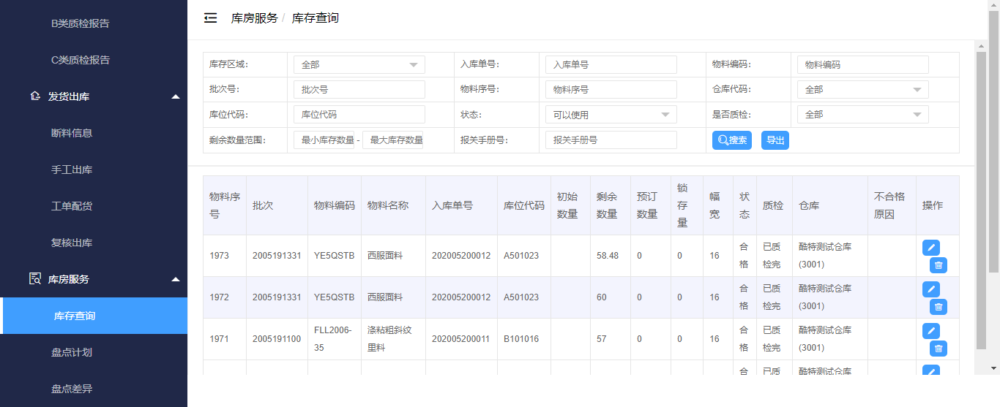 B类质检报告
C类质检报告
发货出库
断料信息
手工出库
工单配货
复核出库
库房服务
库存查询
盘点计划
盘点差异
库房服务 / 库存查询
库存区域: 全部 入库单号: 入库单号 物料编码: 物料编码
批次号: 批次号 物料序号: 物料序号 仓库代码: 全部
库位代码: 库位代码 状态: 可以使用 是否质检: 全部
剩余数量范围: 最小库存数量 - 最大库存数量 报关手册号: 报关手册号 搜索 导出
物料序号 批次 物料编码 物料名称 入库单号 库位代码 初始数量 剩余数量 预订数量 锁存量 幅宽 状态 质检 仓库 不合格原因 操作
1973 2005191331 YE5QSTB 西服面料 202005200012 A501023 58.48 0 0 16 合格 已质检完 酷特测试仓库(3001)
1972 2005191331 YE5QSTB 西服面料 202005200012 A501023 60 0 0 16 合格 已质检完 酷特测试仓库(3001)
1971 2005191100 FLL2006-35 涤粘粗斜纹里料 202005200011 B101016 57 0 0 16 合格 已质检完 酷特测试仓库(3001)
合 已质 酷特测试仓库